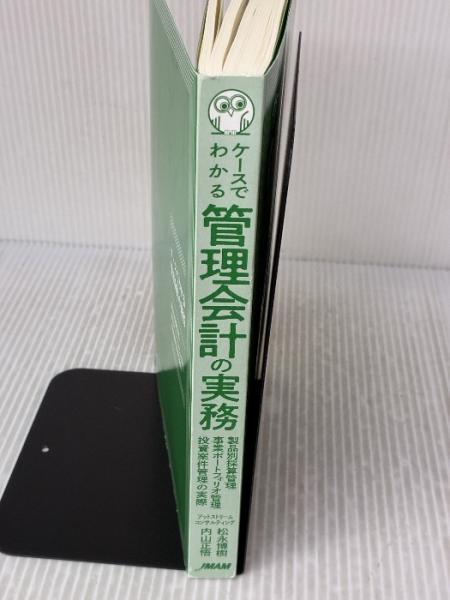 ケースで
わかる
管理会計の実務
製品別採算管理
事業ポートフィリオ管理
投資案件管理の実際
アットストリーム
コンサルティング
松永博樹
内山正悟
JMAM